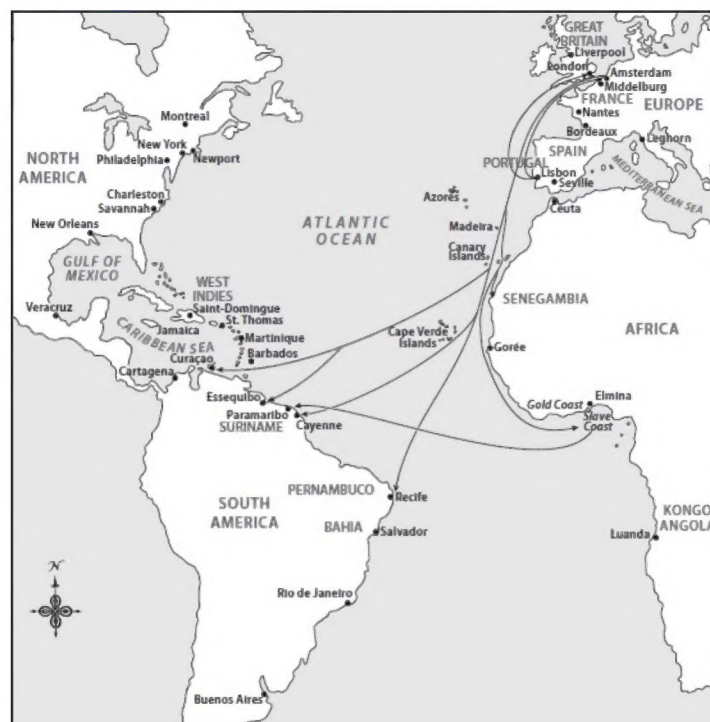 GREAT
BRITAIN
Liverpool
London
Amsterdam
Middelburg
FRANCE
EUROPE
Nantes
Bordeaux
Leghorn
SPAIN
PORTUGAL
Lisbon
Seville
MEDITERRANEAN SEA
Ceuta
Montreal
New York
Newport
Philadelphia
NORTH
AMERICA
Charleston
Savannah
New Orleans
GULF OF
MEXICO
Veracruz
ATLANTIC
OCEAN
Azores
Madeira
Canary
Islands
WEST
INDIES
Saint-Domingue
St. Thomas
Jamaica
Martinique
CARIBBEAN SEA
Barbados
Curaçao
Cartagena
Cape Verde
Islands
SENEGAMBIA
AFRICA
Gorée
Essequibo
Paramaribo
Cayenne
SURINAME
Gold Coast
Elmina
Slave
Coast
SOUTH
AMERICA
PERNAMBUCO
Recife
BAHIA
Salvador
KONGO
ANGOLA
Luanda
Rio de Janeiro
N
Buenos Aires